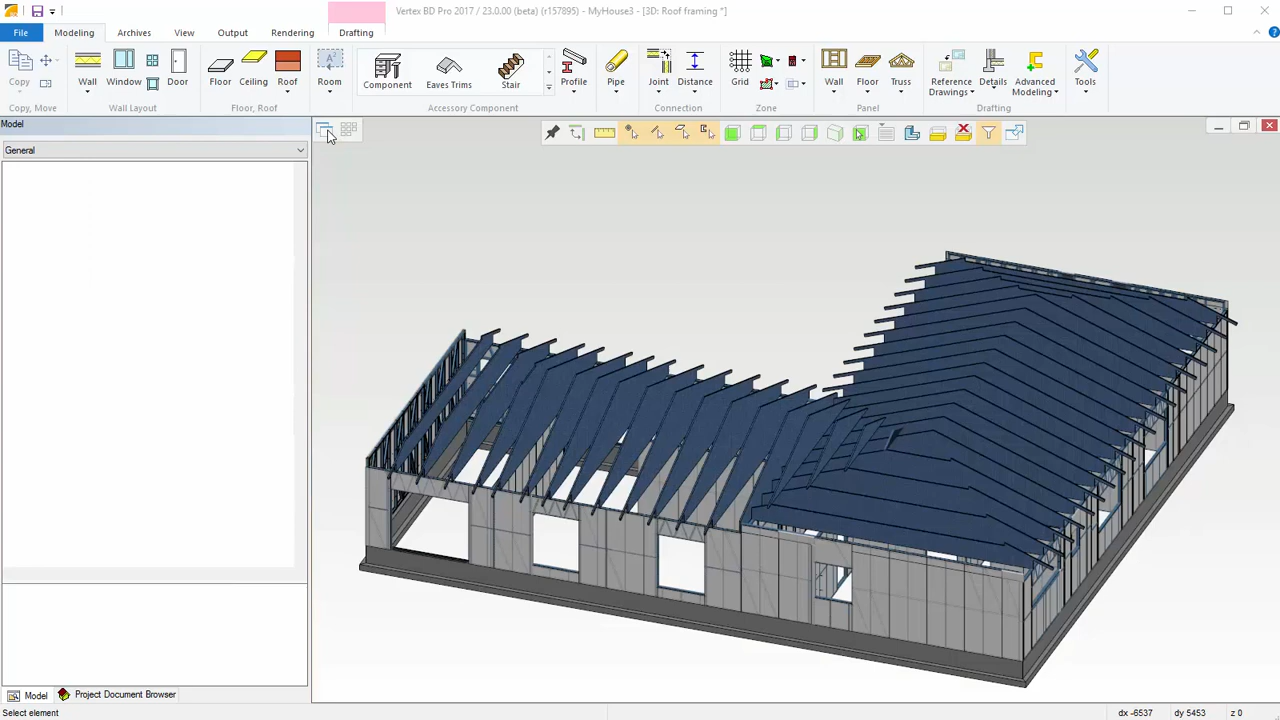 Vertex BD Pro 2017 / 23.0.00 (beta) (r157895) - MyHouse3 - [3D: Roof framing *]
File Modeling Archives View Output Rendering Drafting
Copy Wall Window Door Floor Ceiling Roof Room Component Eaves Trims Stair Profile Pipe Joint Distance Grid Wall Floor Truss Reference Drawings Details Advanced Modeling Tools
Copy, Move Wall Layout Floor, Roof Accessory Component Connection Zone Panel Drafting
Model
General
Model Project Document Browser
Select element dx -6537 dy 5453 z 0